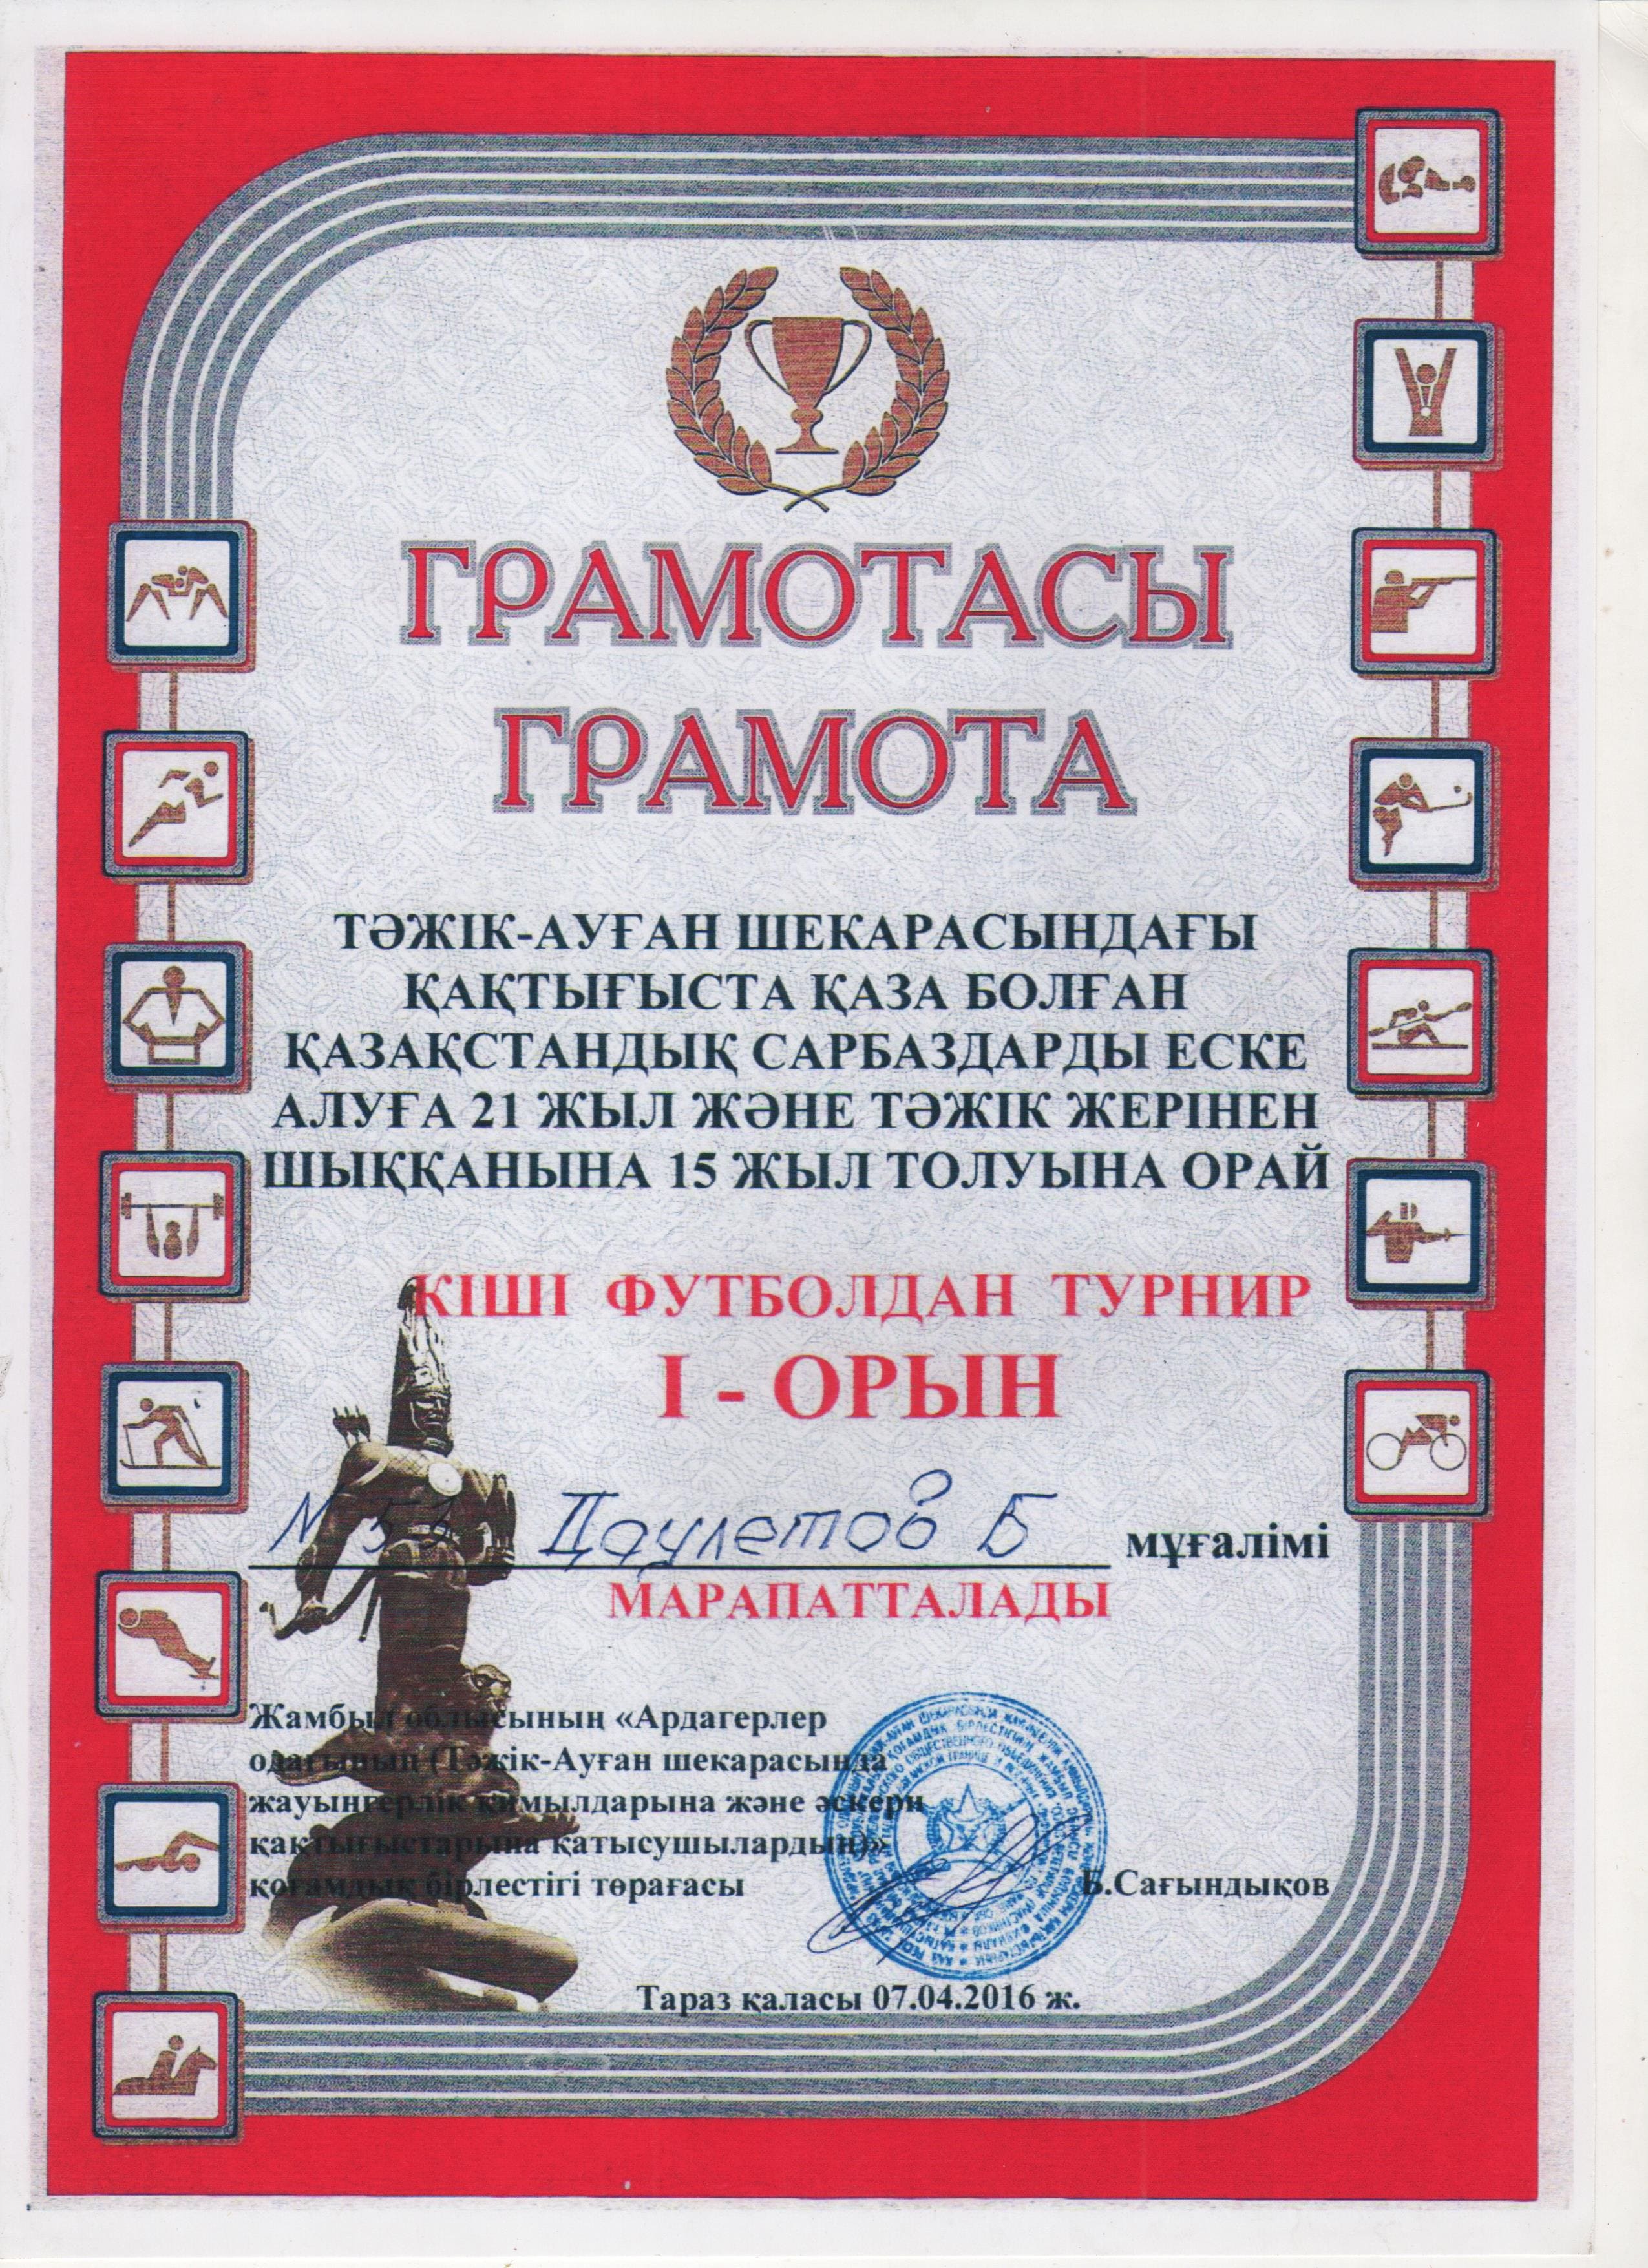 ГРАМОТАСЫ
ГРАМОТА
ТӘЖІК-АУҒАН ШЕКАРАСЫНДАҒЫ
ҚАҚТЫҒЫСТА ҚАЗА БОЛҒАН
ҚАЗАҚСТАНДЫҚ САРБАЗДАРДЫ ЕСКЕ
АЛУҒА 21 ЖЫЛ ЖӘНЕ ТӘЖІК ЖЕРІНЕН
ШЫҚҚАНЫНА 15 ЖЫЛ ТОЛУЫНА ОРАЙ
КІШІ ФУТБОЛДАН ТУРНИР
І - ОРЫН
N 53 Даулетов Б мұғалімі
МАРАПАТТАЛАДЫ
Жамбыл облысының «Ардагерлер
одағының (Тәжік-Ауған шекарасында
жауынгерлік қимылдарына және әскери
қақтығыстарына қатысушылардың)»
қоғамдық бірлестігі төрағасы Б.Сағындықов
Тараз қаласы 07.04.2016 ж.